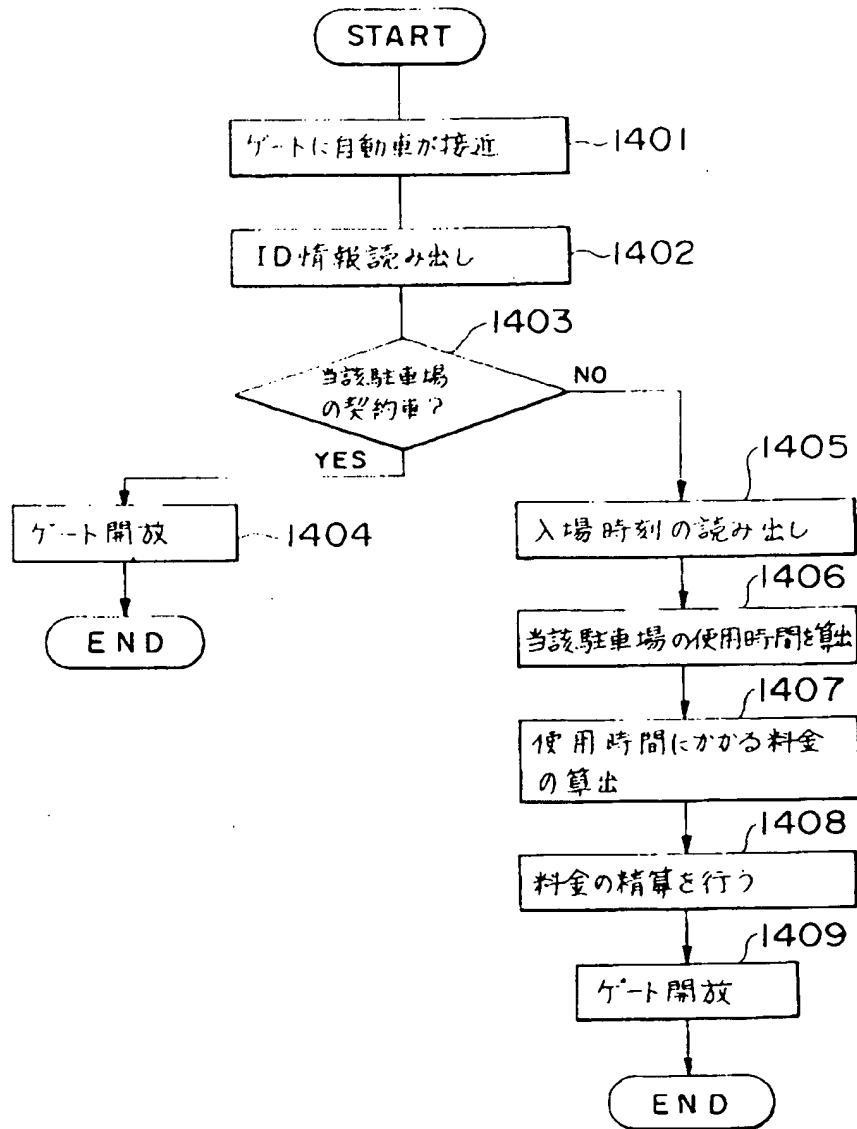 START
ゲートに自動車が接近
1401
ID情報読み出し
1402
1403
当該駐車場
の契約車?
NO
YES
ゲート開放
1404
END
1405
入場時刻の読み出し
1406
当該駐車場の使用時間を算出
1407
使用時間にかかる料金
の算出
1408
料金の精算を行う
1409
ゲート開放
END